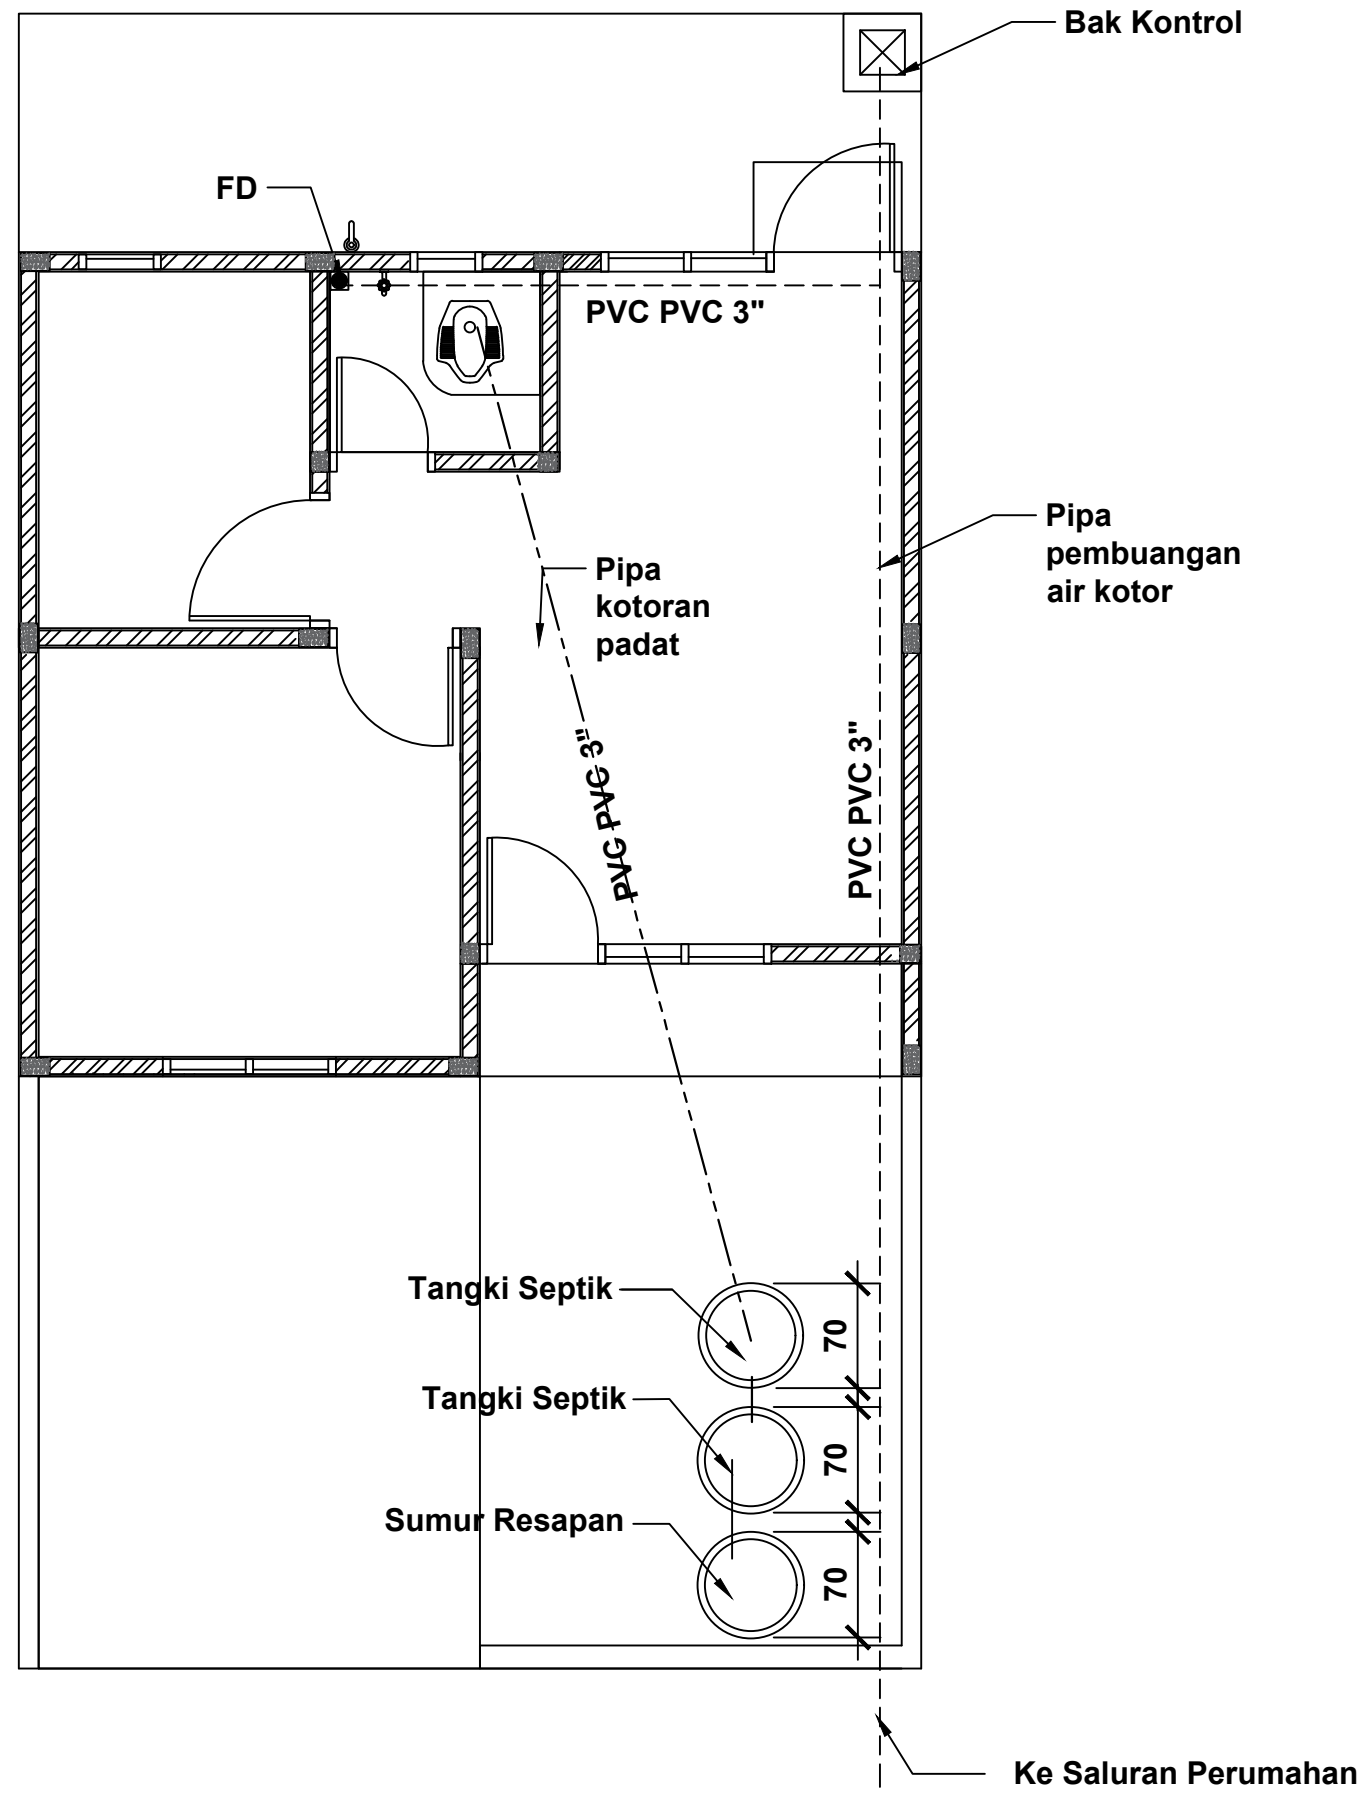 Bak Kontrol
FD
PVC PVC 3"
Pipa
pembuangan
air kotor
Pipa
kotoran
padat
PVC PVC 3"
PVC PVC 3"
Tangki Septik
70
Tangki Septik
70
Sumur Resapan
70
Ke Saluran Perumahan